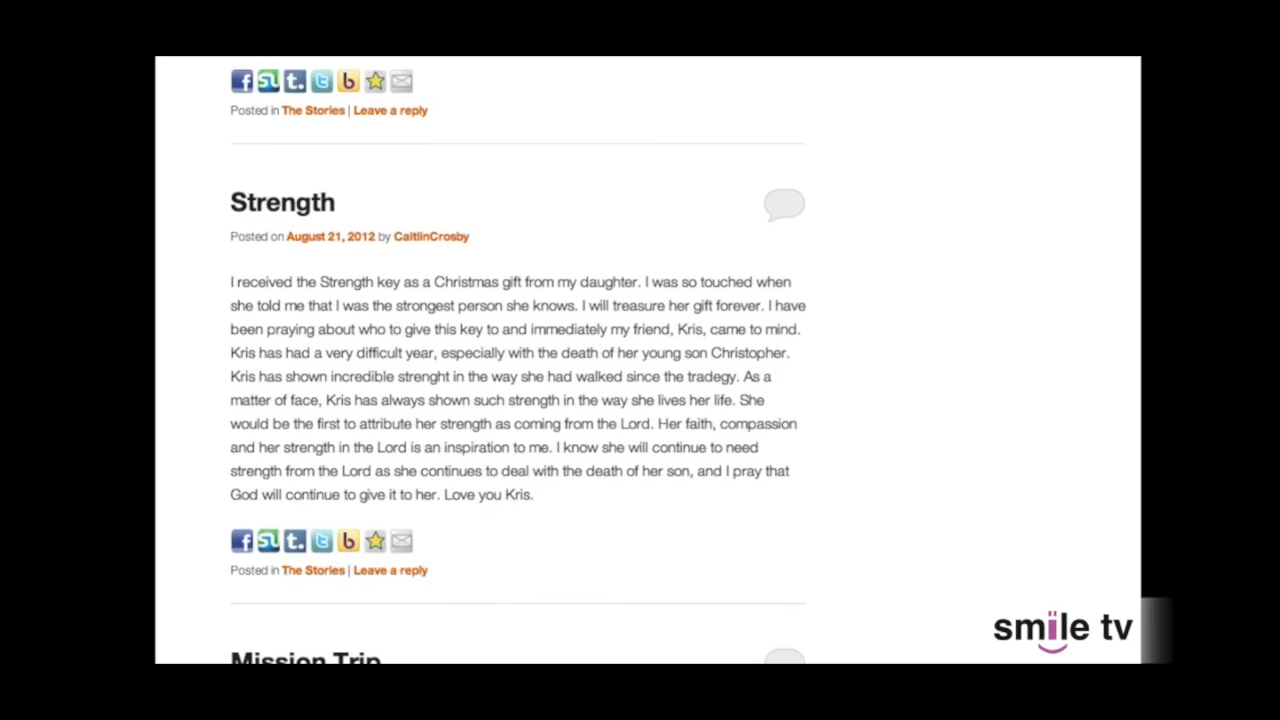 Posted in The Stories | Leave a reply
Strength
Posted on August 21, 2012 by CaitlinCrosby
I received the Strength key as a Christmas gift from my daughter. I was so touched when
she told me that I was the strongest person she knows. I will treasure her gift forever. I have
been praying about who to give this key to and immediately my friend, Kris, came to mind.
Kris has had a very difficult year, especially with the death of her young son Christopher.
Kris has shown incredible strenght in the way she had walked since the tradegy. As a
matter of face, Kris has always shown such strength in the way she lives her life. She
would be the first to attribute her strength as coming from the Lord. Her faith, compassion
and her strength in the Lord is an inspiration to me. I know she will continue to need
strength from the Lord as she continues to deal with the death of her son, and I pray that
God will continue to give it to her. Love you Kris.
Posted in The Stories | Leave a reply
smile tv
Mission Trip